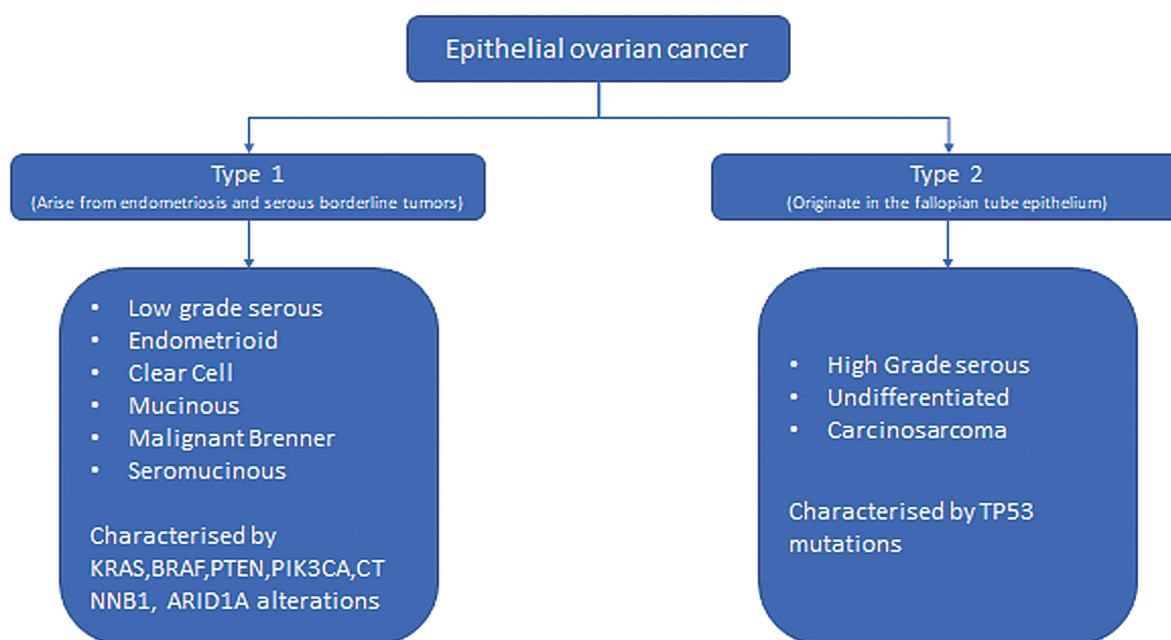 Epithelial ovarian cancer
Type 1
(Arise from endometriosis and serous borderline tumors)
• Low grade serous
• Endometrioid
• Clear Cell
• Mucinous
• Malignant Brenner
• Seromucinous
Characterised by
KRAS,BRAF,PTEN,PIK3CA,CT
NNB1, ARID1A alterations
Type 2
(Originate in the fallopian tube epithelium)
• High Grade serous
• Undifferentiated
• Carcinosarcoma
Characterised by TP53
mutations